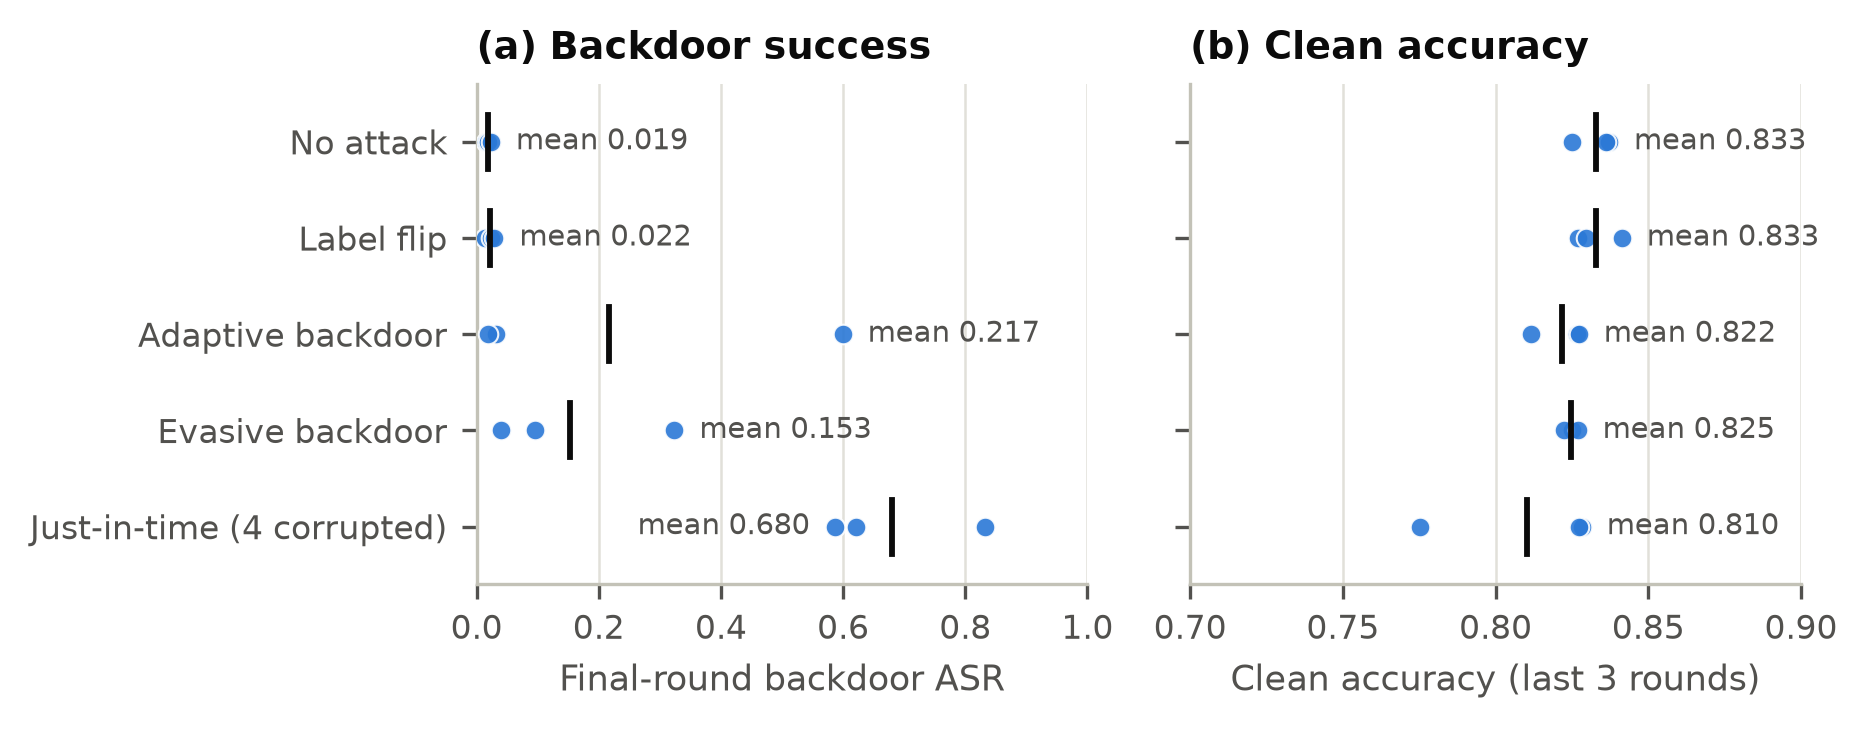 (a) Backdoor success
(b) Clean accuracy
No attack
mean 0.019
mean 0.833
Label flip
mean 0.022
mean 0.833
Adaptive backdoor
mean 0.217
mean 0.822
Evasive backdoor
mean 0.153
mean 0.825
Just-in-time (4 corrupted)
mean 0.680
mean 0.810
0.0 0.2 0.4 0.6 0.8 1.0
0.70 0.75 0.80 0.85 0.90
Final-round backdoor ASR
Clean accuracy (last 3 rounds)